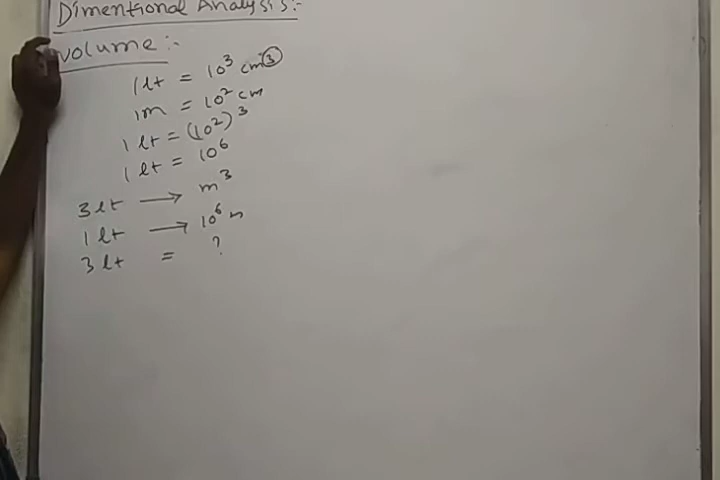 Dimentional Analysis:-
Volume:-
1 lt = 10³ cm³
1m = 10² cm
1 lt = (10²)³
1 lt = 10⁶
3 lt → m³
1 lt → 10⁶ m
3 lt = ?